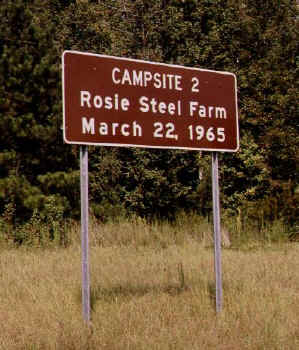 CAMPSITE 2
Rosie Steel Farm
March 22, 1965